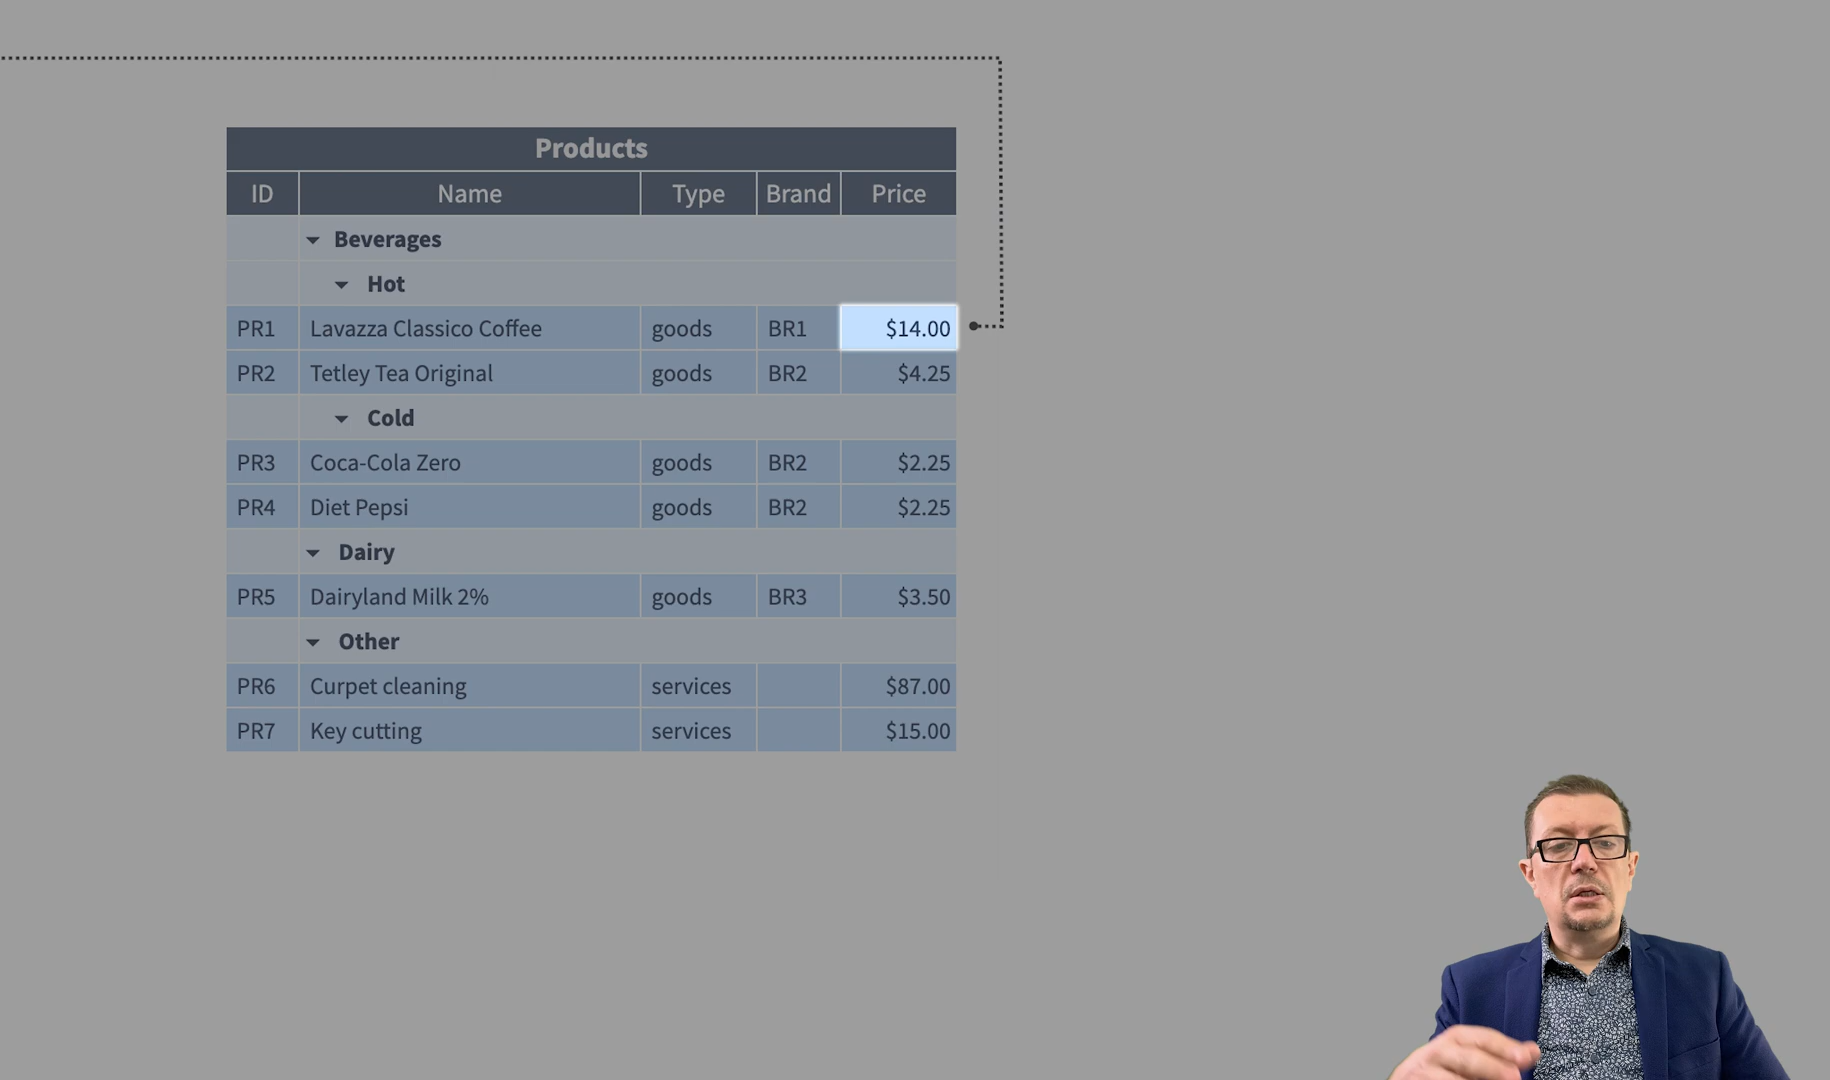 Products
ID Name Type Brand Price
Beverages
Hot
PR1 Lavazza Classico Coffee goods BR1 $14.00
PR2 Tetley Tea Original goods BR2 $4.25
Cold
PR3 Coca-Cola Zero goods BR2 $2.25
PR4 Diet Pepsi goods BR2 $2.25
Dairy
PR5 Dairyland Milk 2% goods BR3 $3.50
Other
PR6 Curpet cleaning services $87.00
PR7 Key cutting services $15.00